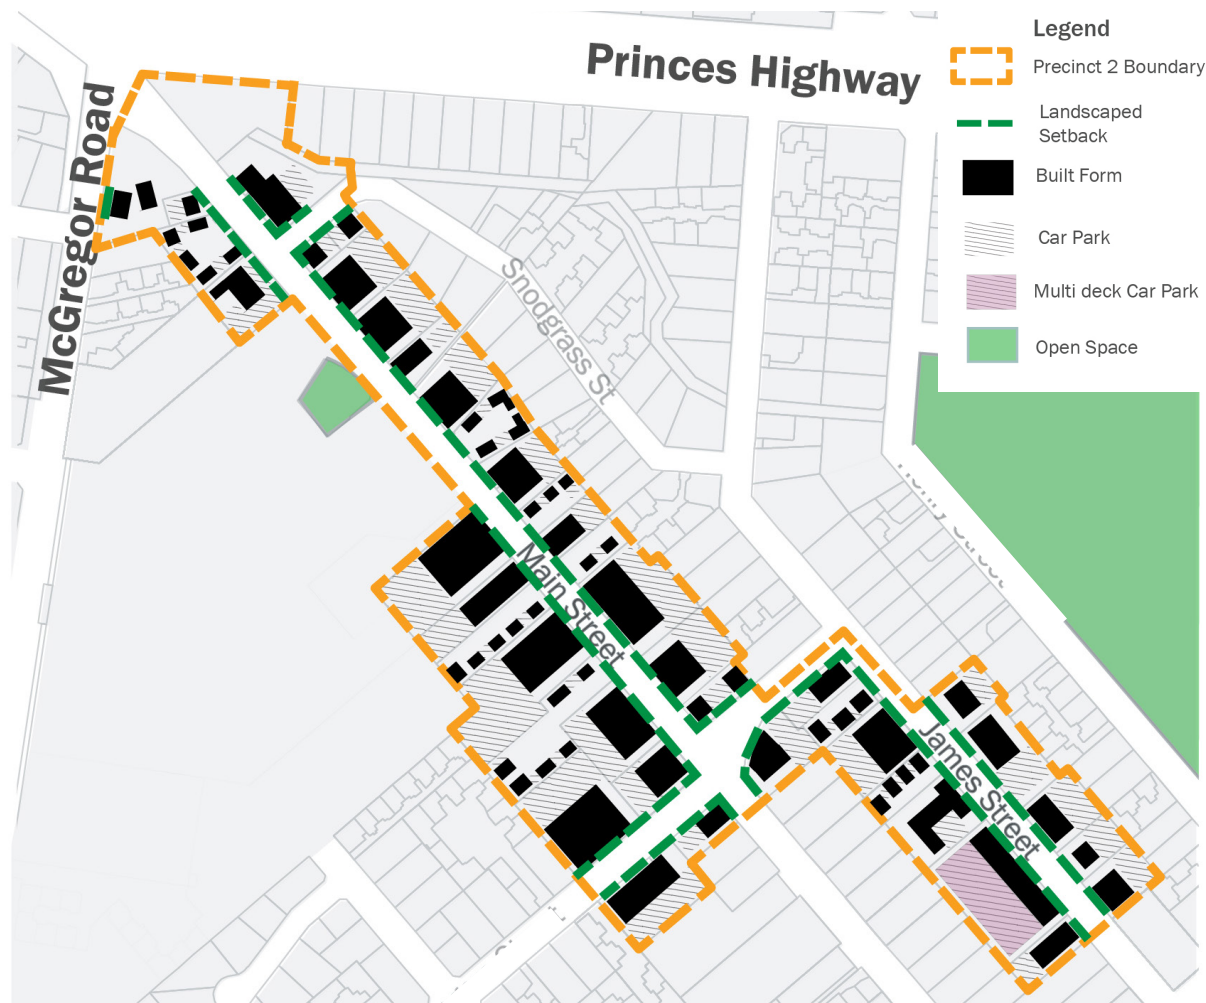 Legend
Princes Highway
Precinct 2 Boundary
Landscaped
Setback
McGregor Road
Built Form
Car Park
Snodgrass St
Multi deck Car Park
Open Space
Main Street
James Street